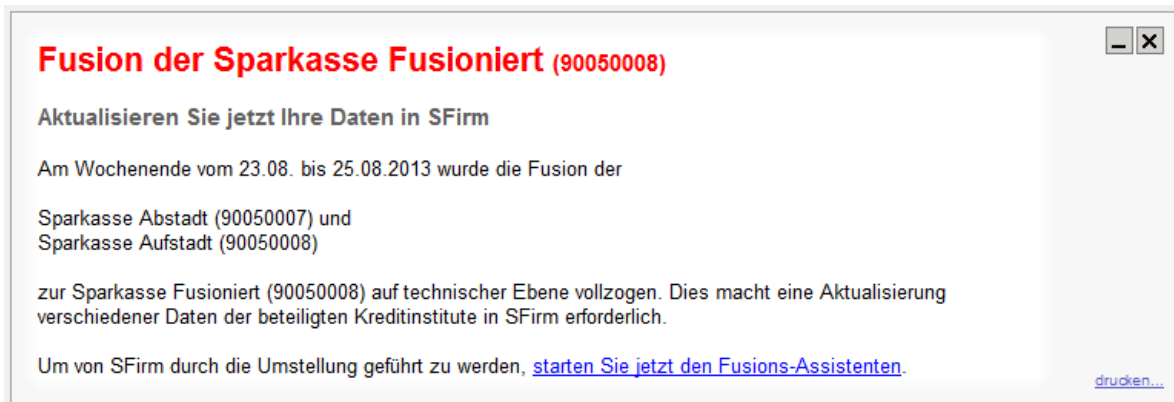 Fusion der Sparkasse Fusioniert (90050008)
Aktualisieren Sie jetzt Ihre Daten in SFirm
Am Wochenende vom 23.08. bis 25.08.2013 wurde die Fusion der
Sparkasse Abstadt (90050007) und
Sparkasse Aufstadt (90050008)
zur Sparkasse Fusioniert (90050008) auf technischer Ebene vollzogen. Dies macht eine Aktualisierung
verschiedener Daten der beteiligten Kreditinstitute in SFirm erforderlich.
Um von SFirm durch die Umstellung geführt zu werden, starten Sie jetzt den Fusions-Assistenten.
drucken...